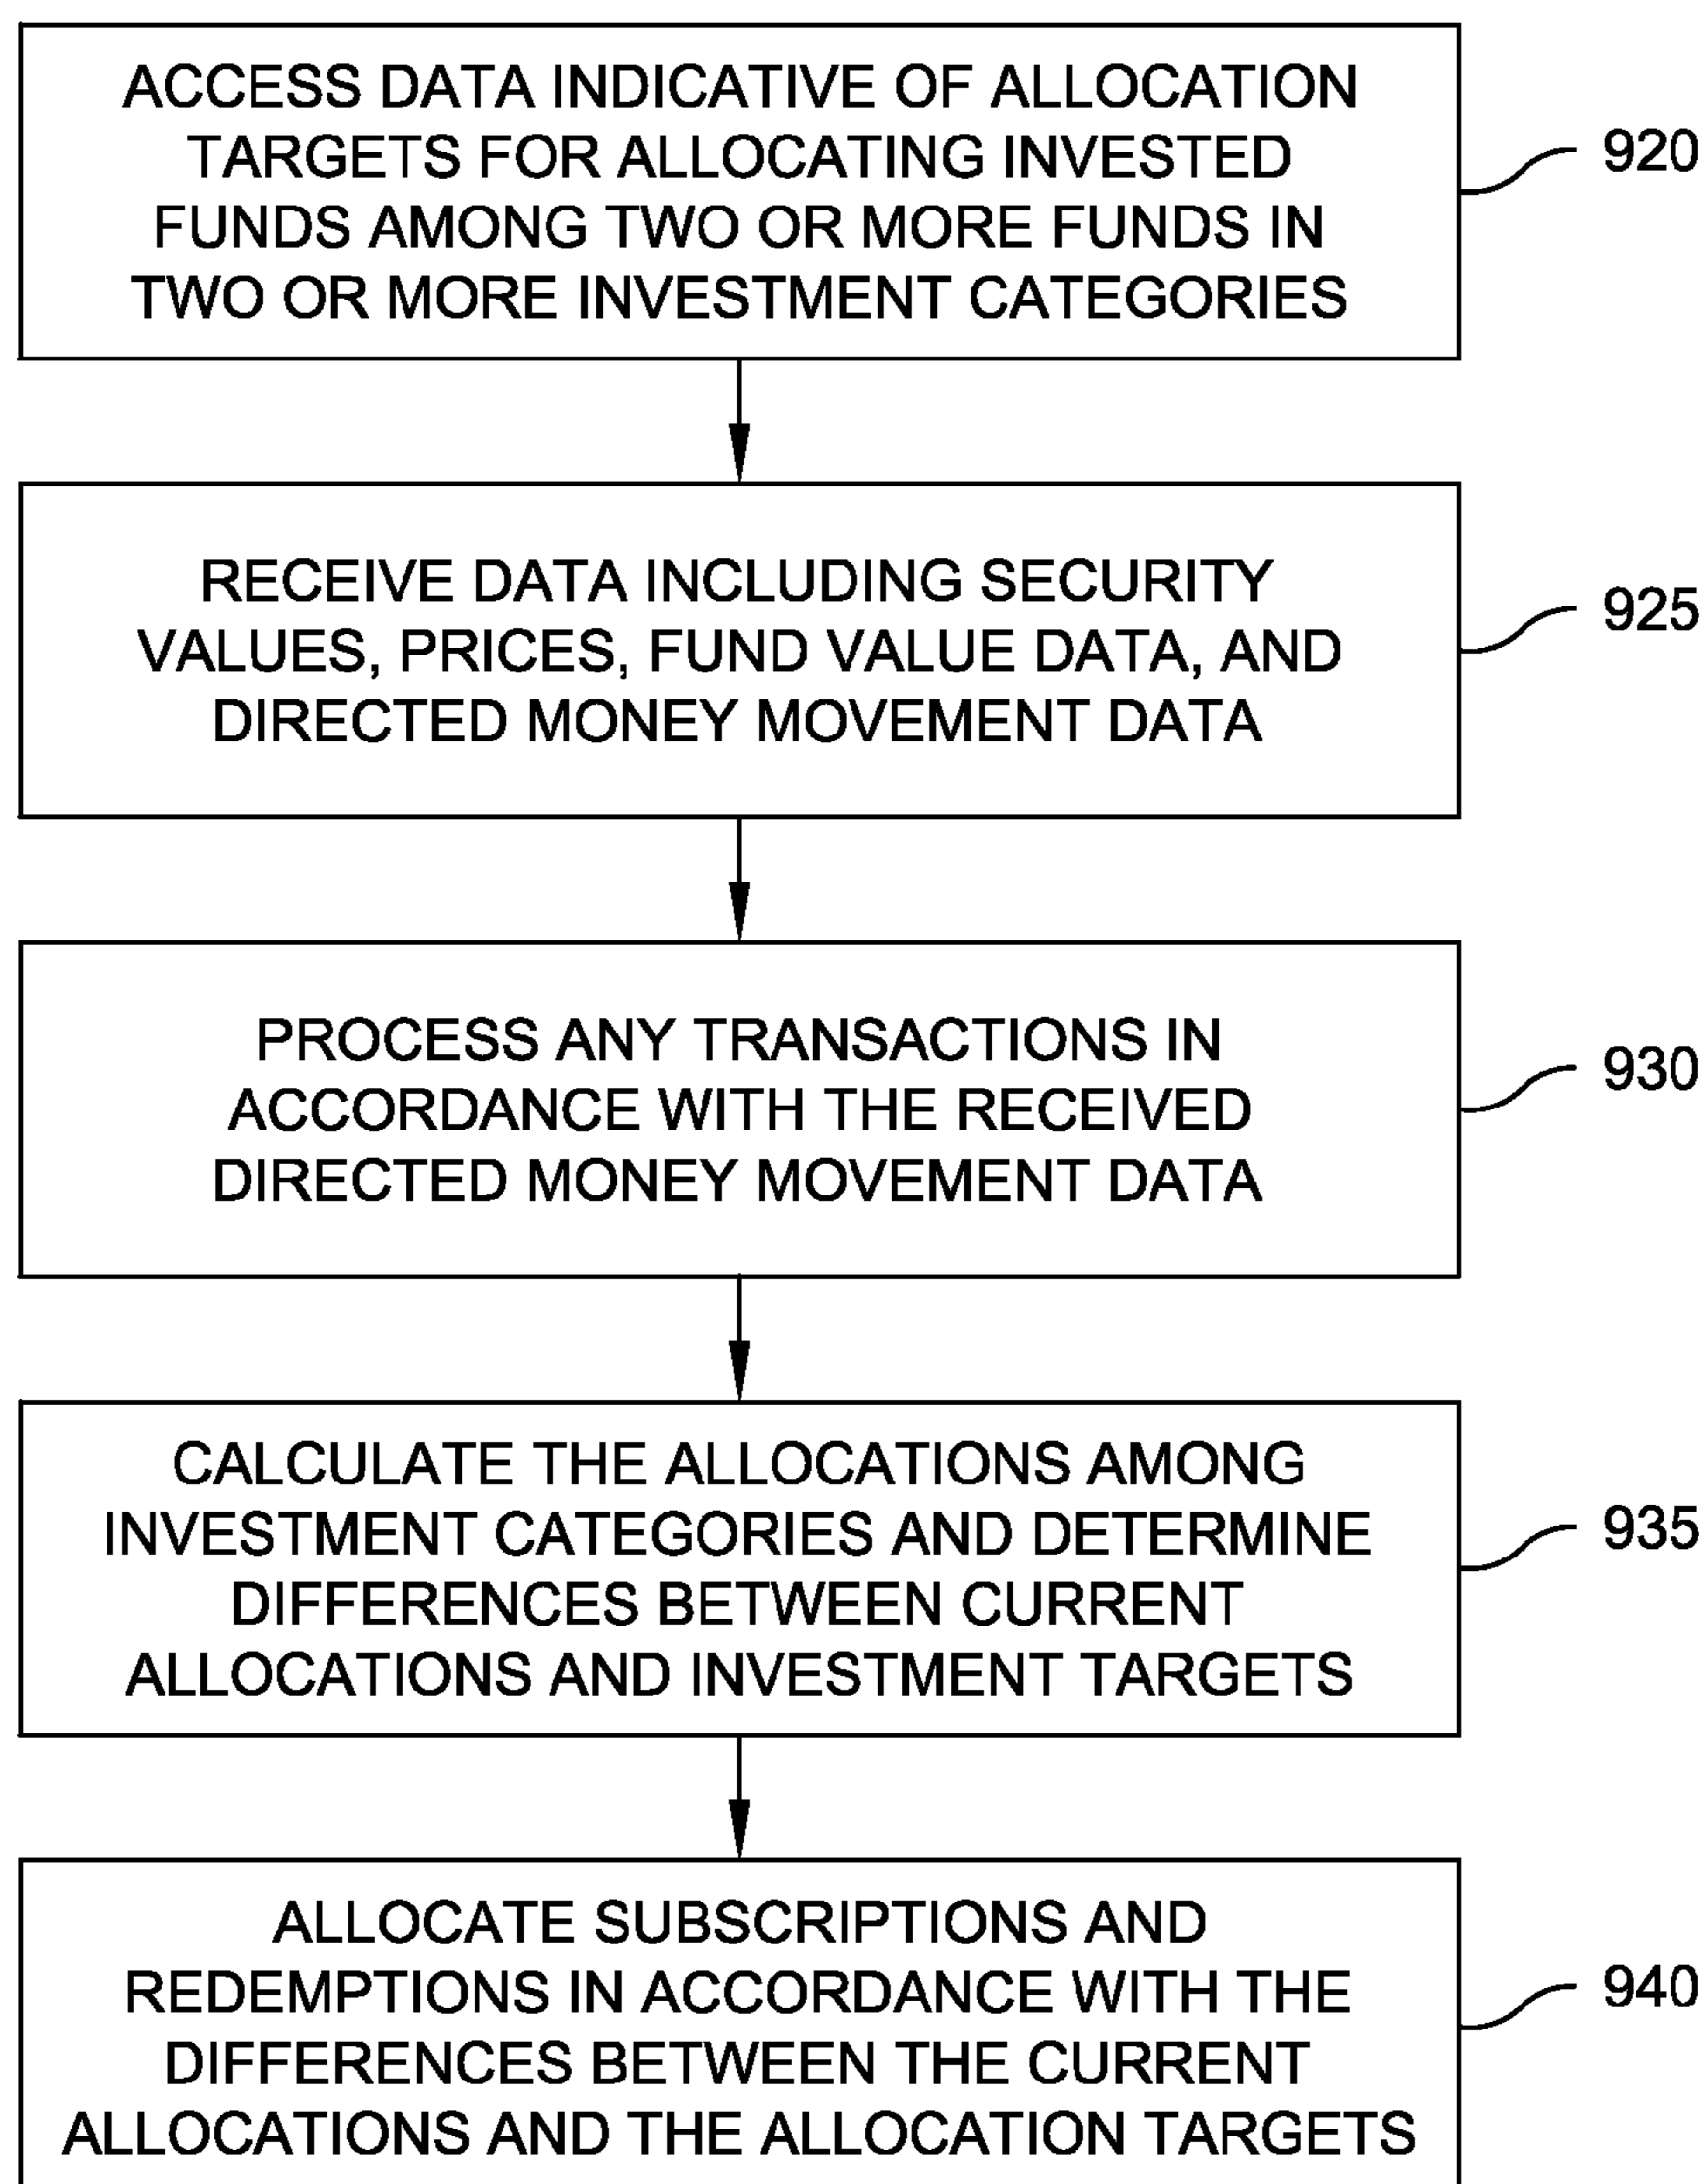 ACCESS DATA INDICATIVE OF ALLOCATION
TARGETS FOR ALLOCATING INVESTED
FUNDS AMONG TWO OR MORE FUNDS IN
TWO OR MORE INVESTMENT CATEGORIES
920
RECEIVE DATA INCLUDING SECURITY
VALUES, PRICES, FUND VALUE DATA, AND
DIRECTED MONEY MOVEMENT DATA
925
PROCESS ANY TRANSACTIONS IN
ACCORDANCE WITH THE RECEIVED
DIRECTED MONEY MOVEMENT DATA
930
CALCULATE THE ALLOCATIONS AMONG
INVESTMENT CATEGORIES AND DETERMINE
DIFFERENCES BETWEEN CURRENT
ALLOCATIONS AND INVESTMENT TARGETS
935
ALLOCATE SUBSCRIPTIONS AND
REDEMPTIONS IN ACCORDANCE WITH THE
DIFFERENCES BETWEEN THE CURRENT
ALLOCATIONS AND THE ALLOCATION TARGETS
940